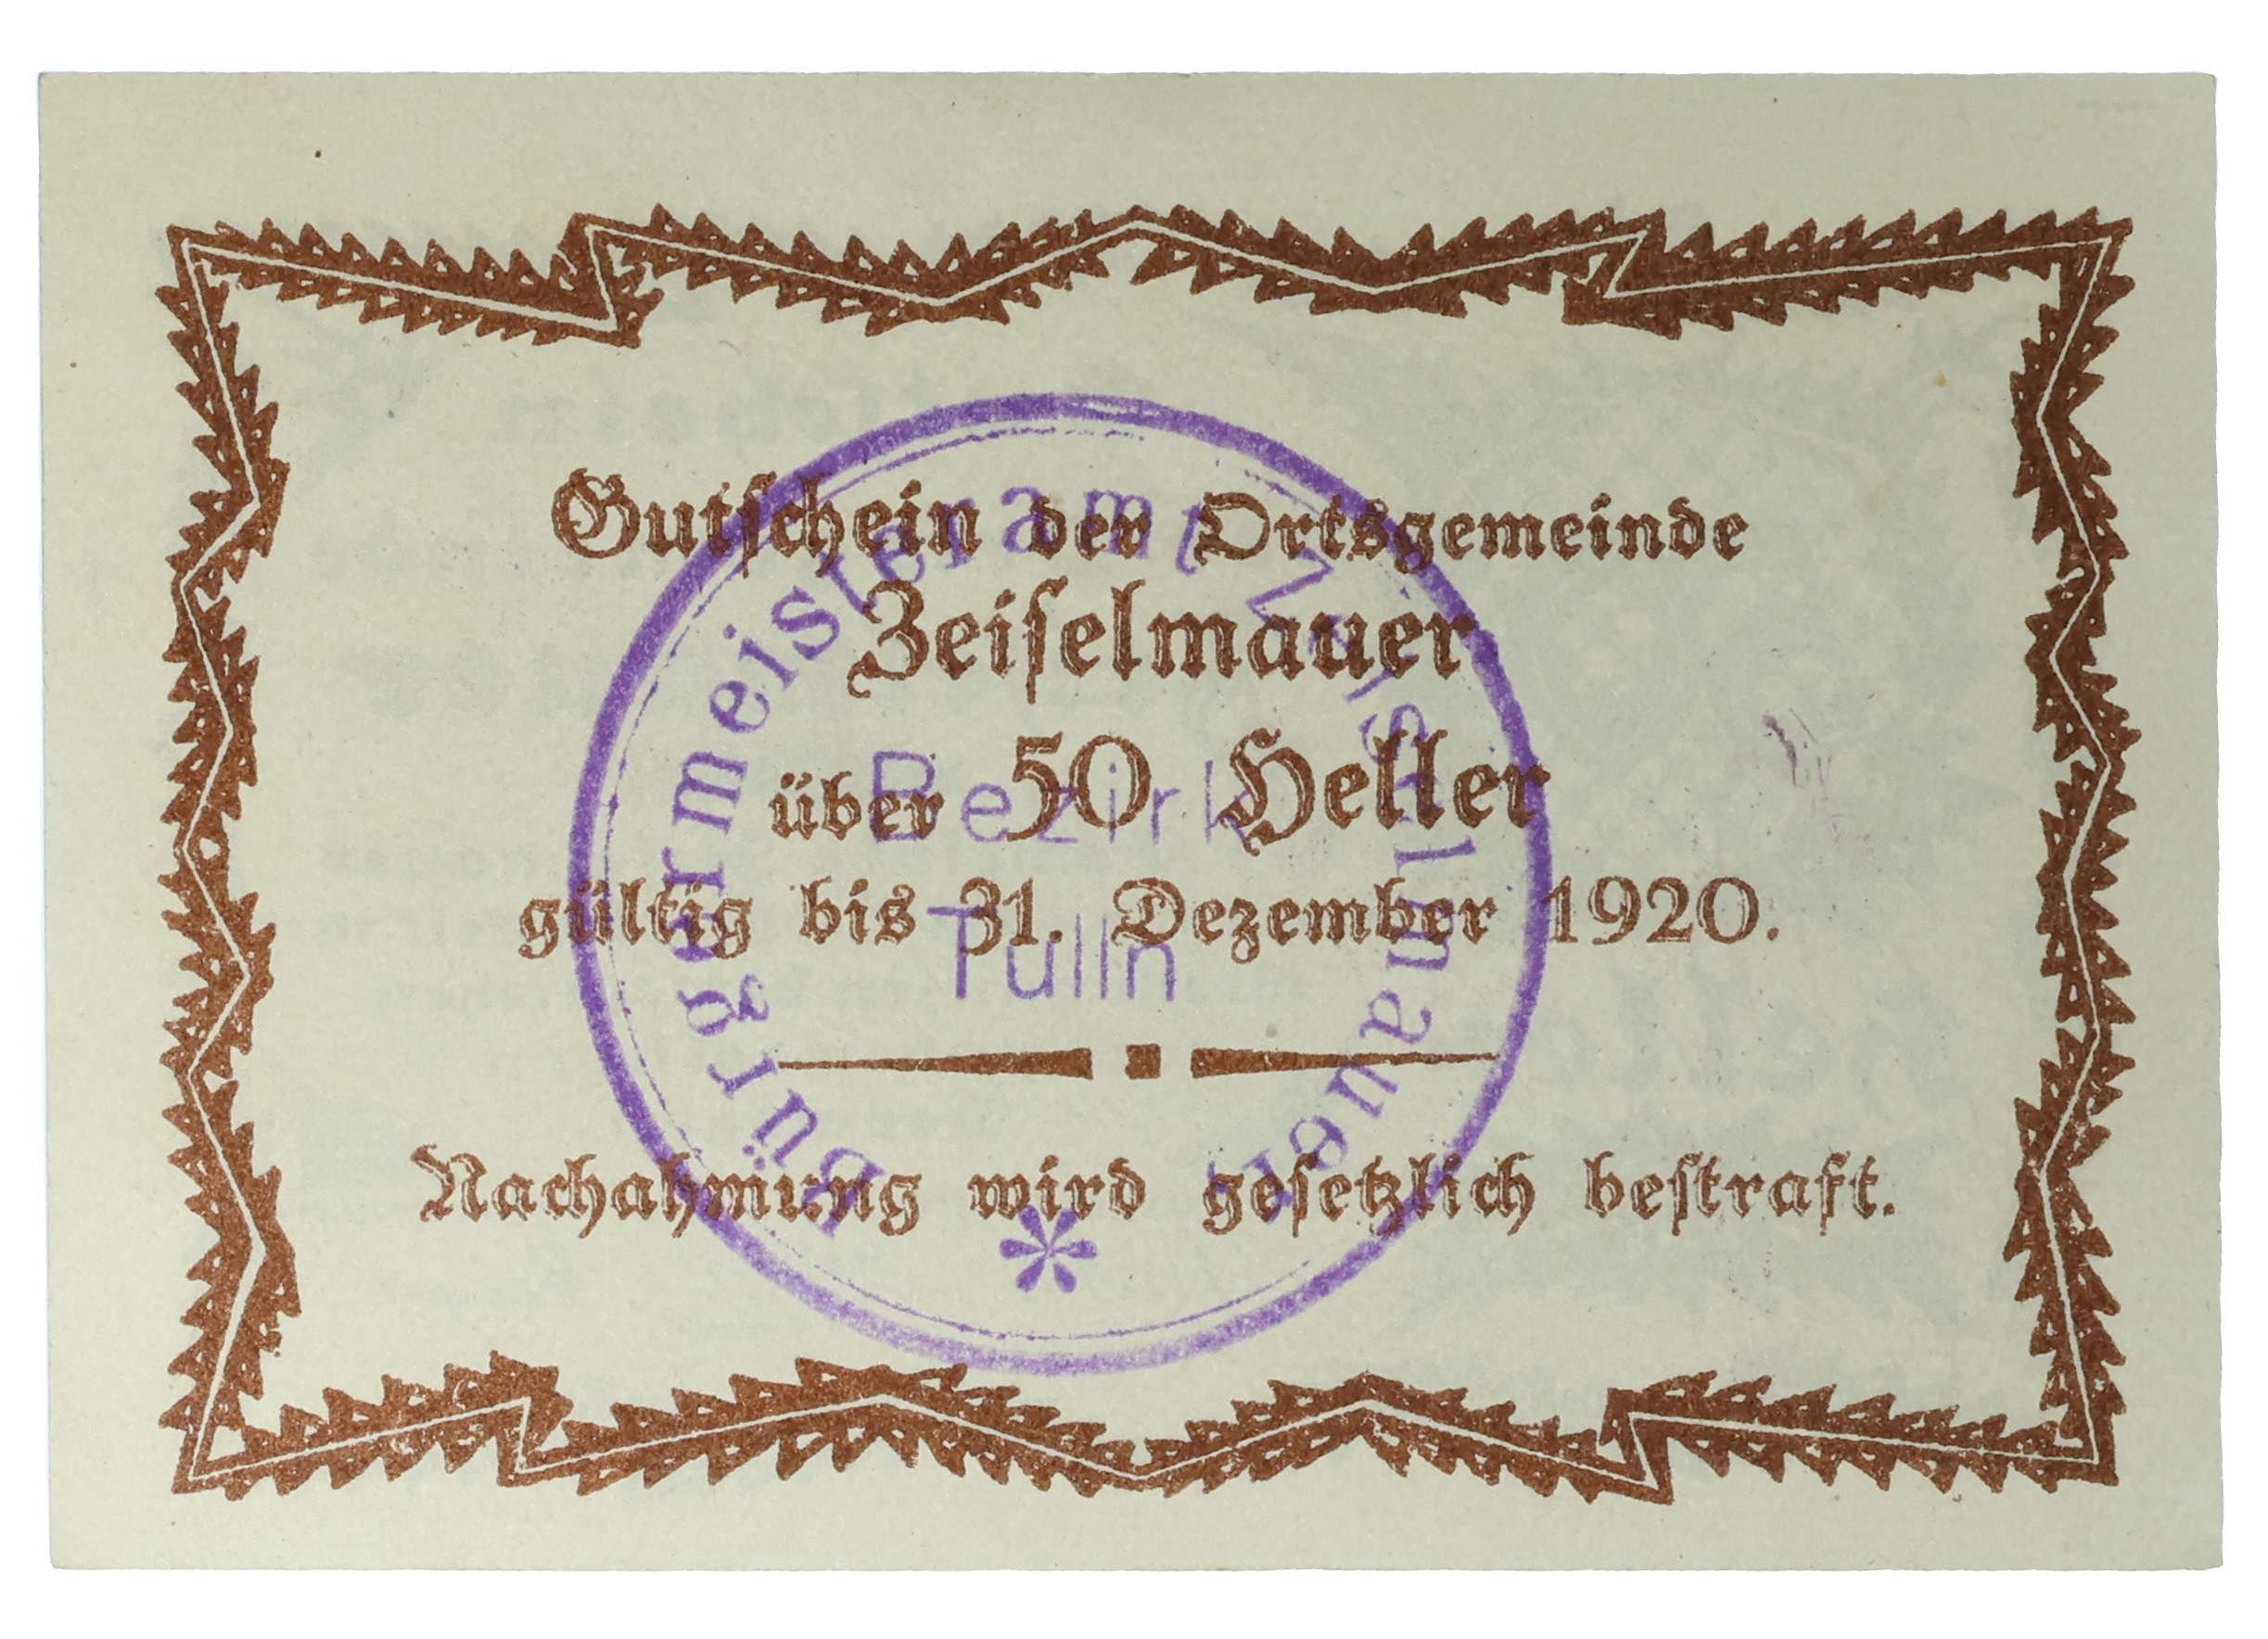 Gutschein der Ortsgemeinde
Zeiselmauer
über 50 Heller
gültig bis 31. Dezember 1920.
Nachahmung wird gesetzlich bestraft.
Bürgermeisteramt Zeiselmauer
Bezirk
Tulln